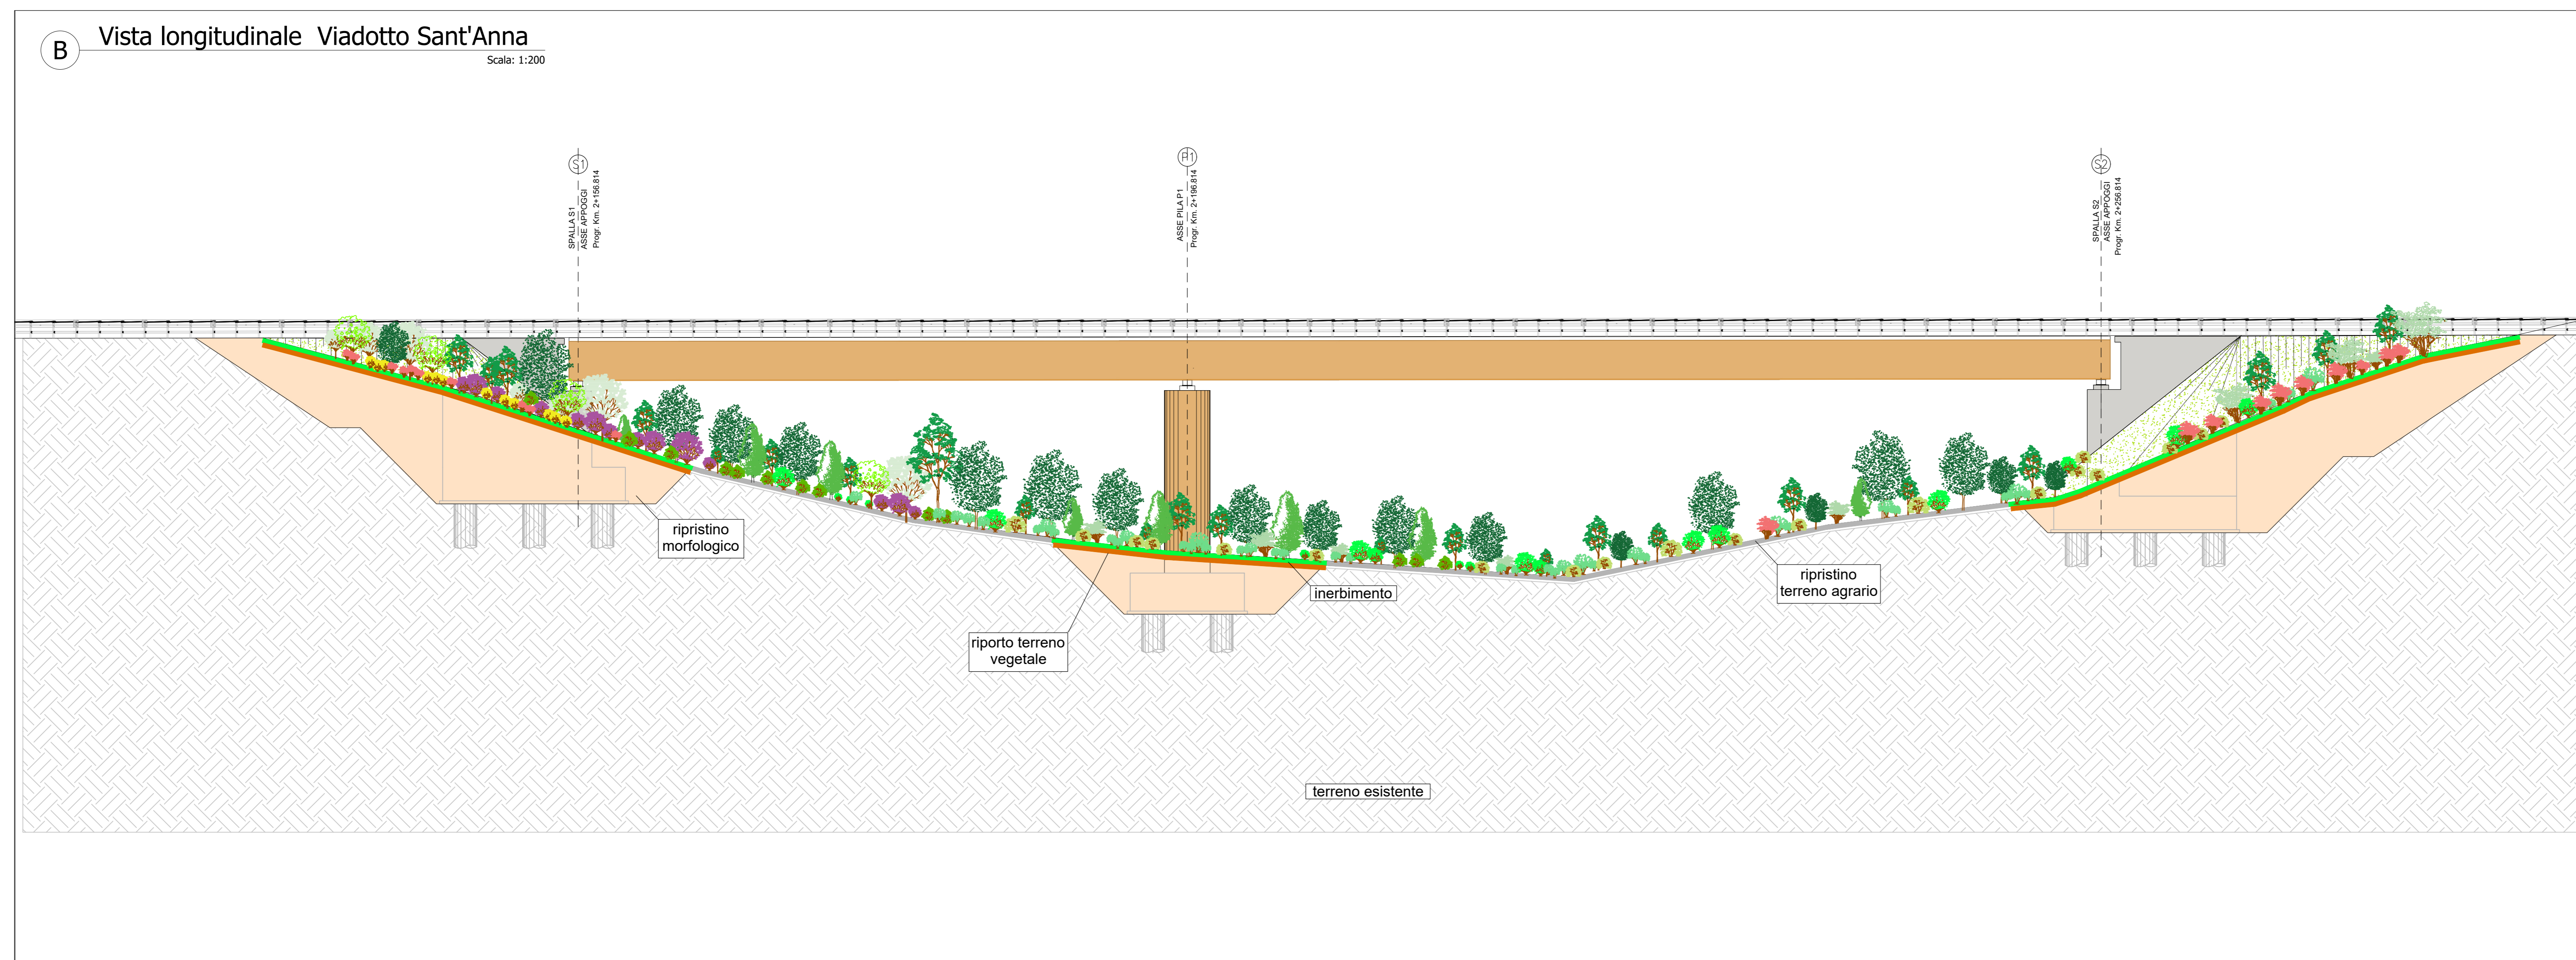 B
Vista longitudinale  Viadotto Sant'Anna
Scala: 1:200
S1
SPALLA S1
ASSE APPOGGI
Progr. Km. 2+156.814
P1
ASSE PILA P1
Progr. Km. 2+196.814
S2
SPALLA S2
ASSE APPOGGI
Progr. Km. 2+256.814
ripristino
morfologico
riporto terreno
vegetale
inerbimento
ripristino
terreno agrario
terreno esistente